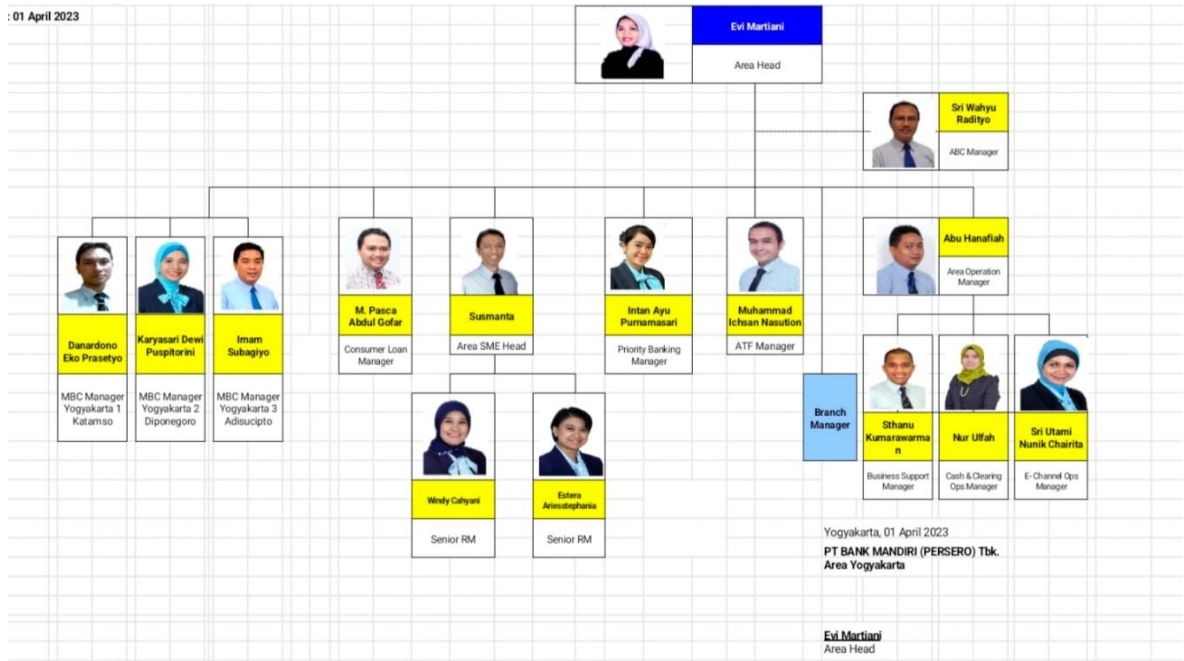 : 01 April 2023
Evi Martiani
Area Head
Sri Wahyu
Radityo
ABC Manager
Danardono
Eko Prasetyo
MBC Manager
Yogyakarta 1
Katamso
Karyasari Dewi
Puspitorini
MBC Manager
Yogyakarta 2
Diponegoro
Imam
Subagiyo
MBC Manager
Yogyakarta 3
Adisucipto
M. Pasca
Abdul Gofar
Consumer Loan
Manager
Susmanta
Area SME Head
Windy Cahyani
Senior RM
Estera
Ariesstephania
Senior RM
Intan Ayu
Purnamasari
Priority Banking
Manager
Muhammad
Ichsan Nasution
ATF Manager
Branch
Manager
Abu Hanafiah
Area Operation
Manager
Sthanu
Kumarawarma
n
Business Support
Manager
Nur Ulfah
Cash & Clearing
Ops Manager
Sri Utami
Nunik Chairita
E-Channel Ops
Manager
Yogyakarta, 01 April 2023
PT BANK MANDIRI (PERSERO) Tbk.
Area Yogyakarta
Evi Martiani
Area Head